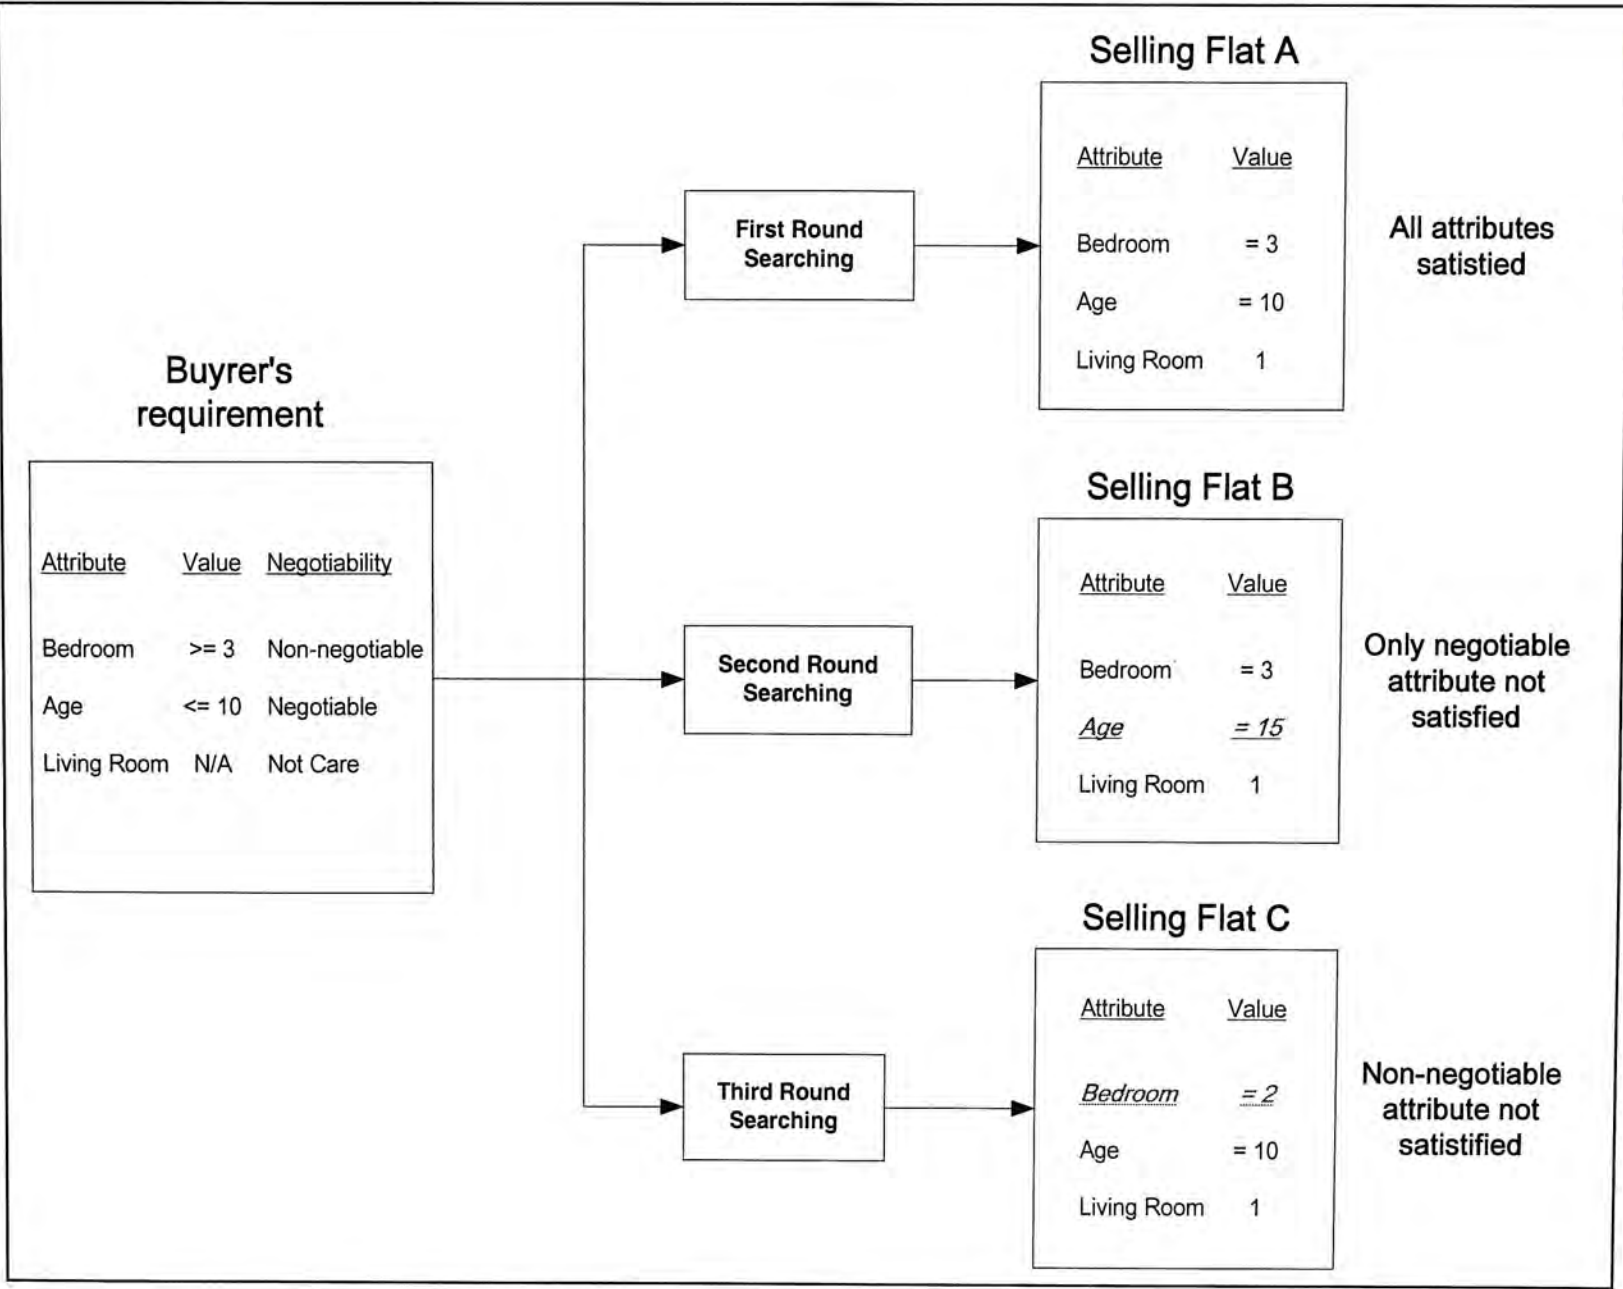 Buyrer's
requirement
Attribute Value Negotiability
Bedroom >= 3 Non-negotiable
Age <= 10 Negotiable
Living Room N/A Not Care
First Round
Searching
Selling Flat A
Attribute Value
Bedroom = 3
Age = 10
Living Room 1
All attributes
satistied
Second Round
Searching
Selling Flat B
Attribute Value
Bedroom = 3
Age = 15
Living Room 1
Only negotiable
attribute not
satisfied
Third Round
Searching
Selling Flat C
Attribute Value
Bedroom = 2
Age = 10
Living Room 1
Non-negotiable
attribute not
satistified